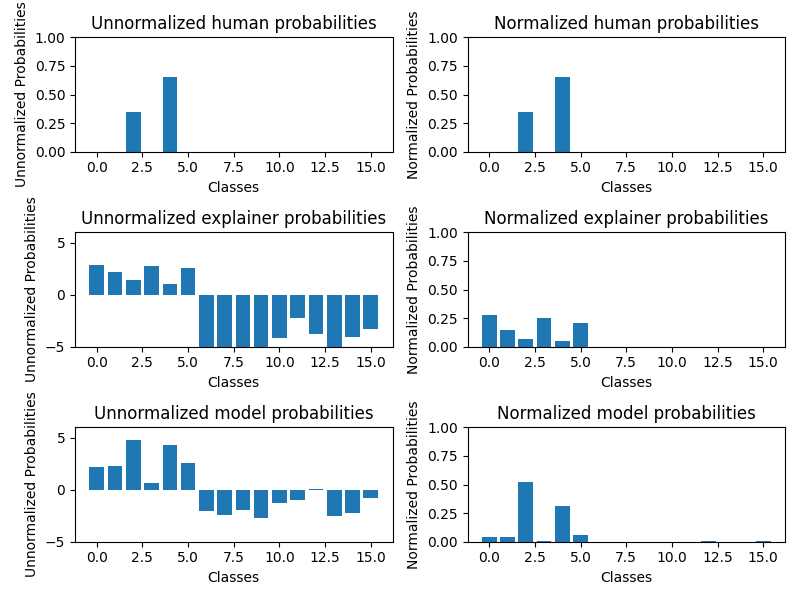 Unnormalized human probabilities
Unnormalized Probabilities
1.00
0.75
0.50
0.25
0.00
0.0 2.5 5.0 7.5 10.0 12.5 15.0
Classes
Normalized human probabilities
Normalized Probabilities
1.00
0.75
0.50
0.25
0.00
0.0 2.5 5.0 7.5 10.0 12.5 15.0
Classes
Unnormalized explainer probabilities
Unnormalized Probabilities
5
0
−5
0.0 2.5 5.0 7.5 10.0 12.5 15.0
Classes
Normalized explainer probabilities
Normalized Probabilities
1.00
0.75
0.50
0.25
0.00
0.0 2.5 5.0 7.5 10.0 12.5 15.0
Classes
Unnormalized model probabilities
Unnormalized Probabilities
5
0
−5
0.0 2.5 5.0 7.5 10.0 12.5 15.0
Classes
Normalized model probabilities
Normalized Probabilities
1.00
0.75
0.50
0.25
0.00
0.0 2.5 5.0 7.5 10.0 12.5 15.0
Classes